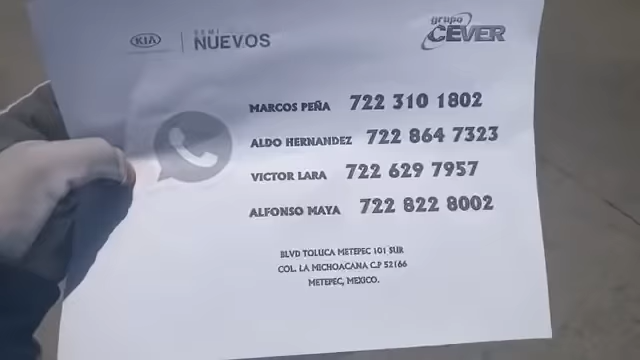 KIA | SEMI NUEVOS
grupo CEVER
MARCOS PEÑA 722 310 1802
ALDO HERNANDEZ 722 864 7323
VICTOR LARA 722 629 7957
ALFONSO MAYA 722 822 8002
BLVD TOLUCA METEPEC 101 SUR
COL. LA MICHOACANA C.P 52166
METEPEC, MEXICO.